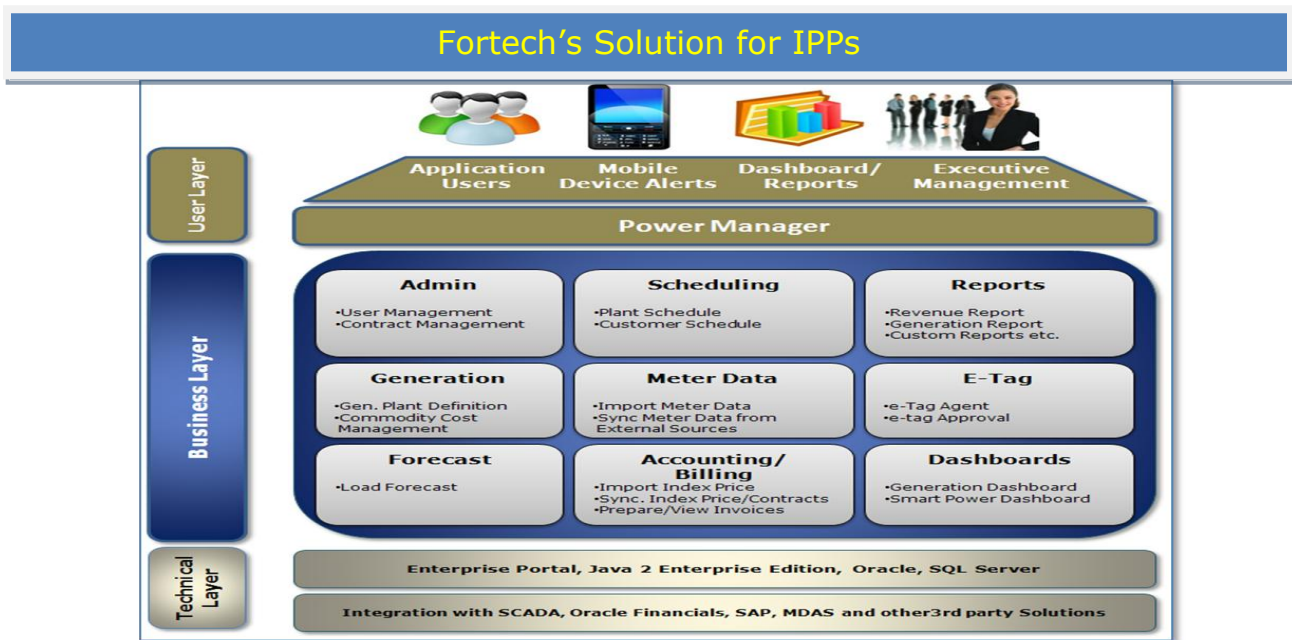 Fortech's Solution for IPPs
User Layer
Application Users
Mobile Device Alerts
Dashboard/ Reports
Executive Management
Power Manager
Business Layer
Admin
•User Management
•Contract Management
Scheduling
•Plant Schedule
•Customer Schedule
Reports
•Revenue Report
•Generation Report
•Custom Reports etc.
Generation
•Gen. Plant Definition
•Commodity Cost
Management
Meter Data
•Import Meter Data
•Sync Meter Data from
External Sources
E-Tag
•e-Tag Agent
•e-tag Approval
Forecast
•Load Forecast
Accounting/
Billing
•Import Index Price
•Sync. Index Price/Contracts
•Prepare/View Invoices
Dashboards
•Generation Dashboard
•Smart Power Dashboard
Technical
Layer
Enterprise Portal, Java 2 Enterprise Edition, Oracle, SQL Server
Integration with SCADA, Oracle Financials, SAP, MDAS and other3rd party Solutions